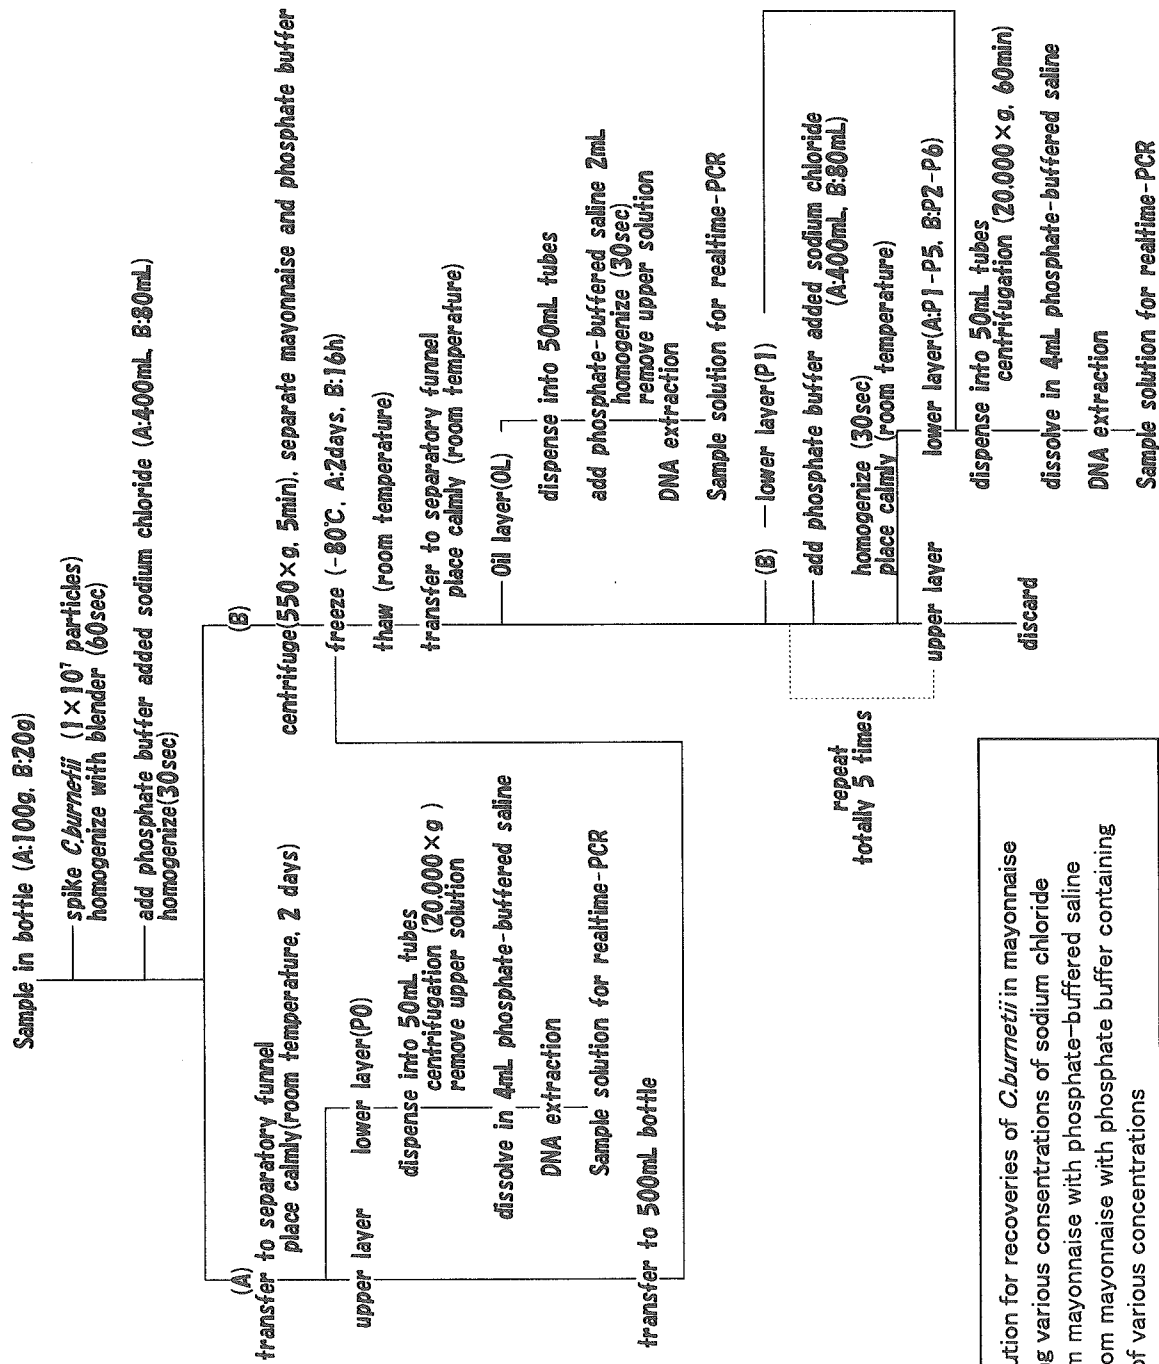 Sample in bottle (A:100g, B:20g)
spike C.burnetii (1×10⁷ particles)
homogenize with blender (60sec)
add phosphate buffer added sodium chloride (A:400mL, B:80mL)
homogenize(30sec)
(A)
transfer to separatory funnel
place calmly(room temperature, 2 days)
upper layer
lower layer(P0)
dispense into 50mL tubes
centrifugation (20,000×g )
remove upper solution
dissolve in 4mL phosphate-buffered saline
DNA extraction
Sample solution for realtime-PCR
transfer to 500mL bottle
(B)
centrifuge(550×g, 5min), separate mayonnaise and phosphate buffer
freeze (-80℃, A:2days, B:16h)
thaw (room temperature)
transfer to separatory funnel
place calmly (room temperature)
Oil layer(OL)
dispense into 50mL tubes
add phosphate-buffered saline 2mL
homogenize (30sec)
remove upper solution
DNA extraction
Sample solution for realtime-PCR
(B) — lower layer(P1)
add phosphate buffer added sodium chloride
(A:400mL, B:80mL)
homogenize (30sec)
place calmly (room temperature)
repeat
totally 5 times
upper layer
lower layer(A:P1-P5, B:P2-P6)
discard
dispense into 50mL tubes
centrifugation (20,000×g, 60min)
dissolve in 4mL phosphate-buffered saline
DNA extraction
Sample solution for realtime-PCR
ution for recoveries of C.burnetii in mayonnaise
g various consentrations of sodium chloride
m mayonnaise with phosphate-buffered saline
om mayonnaise with phosphate buffer containing
of various concentrations